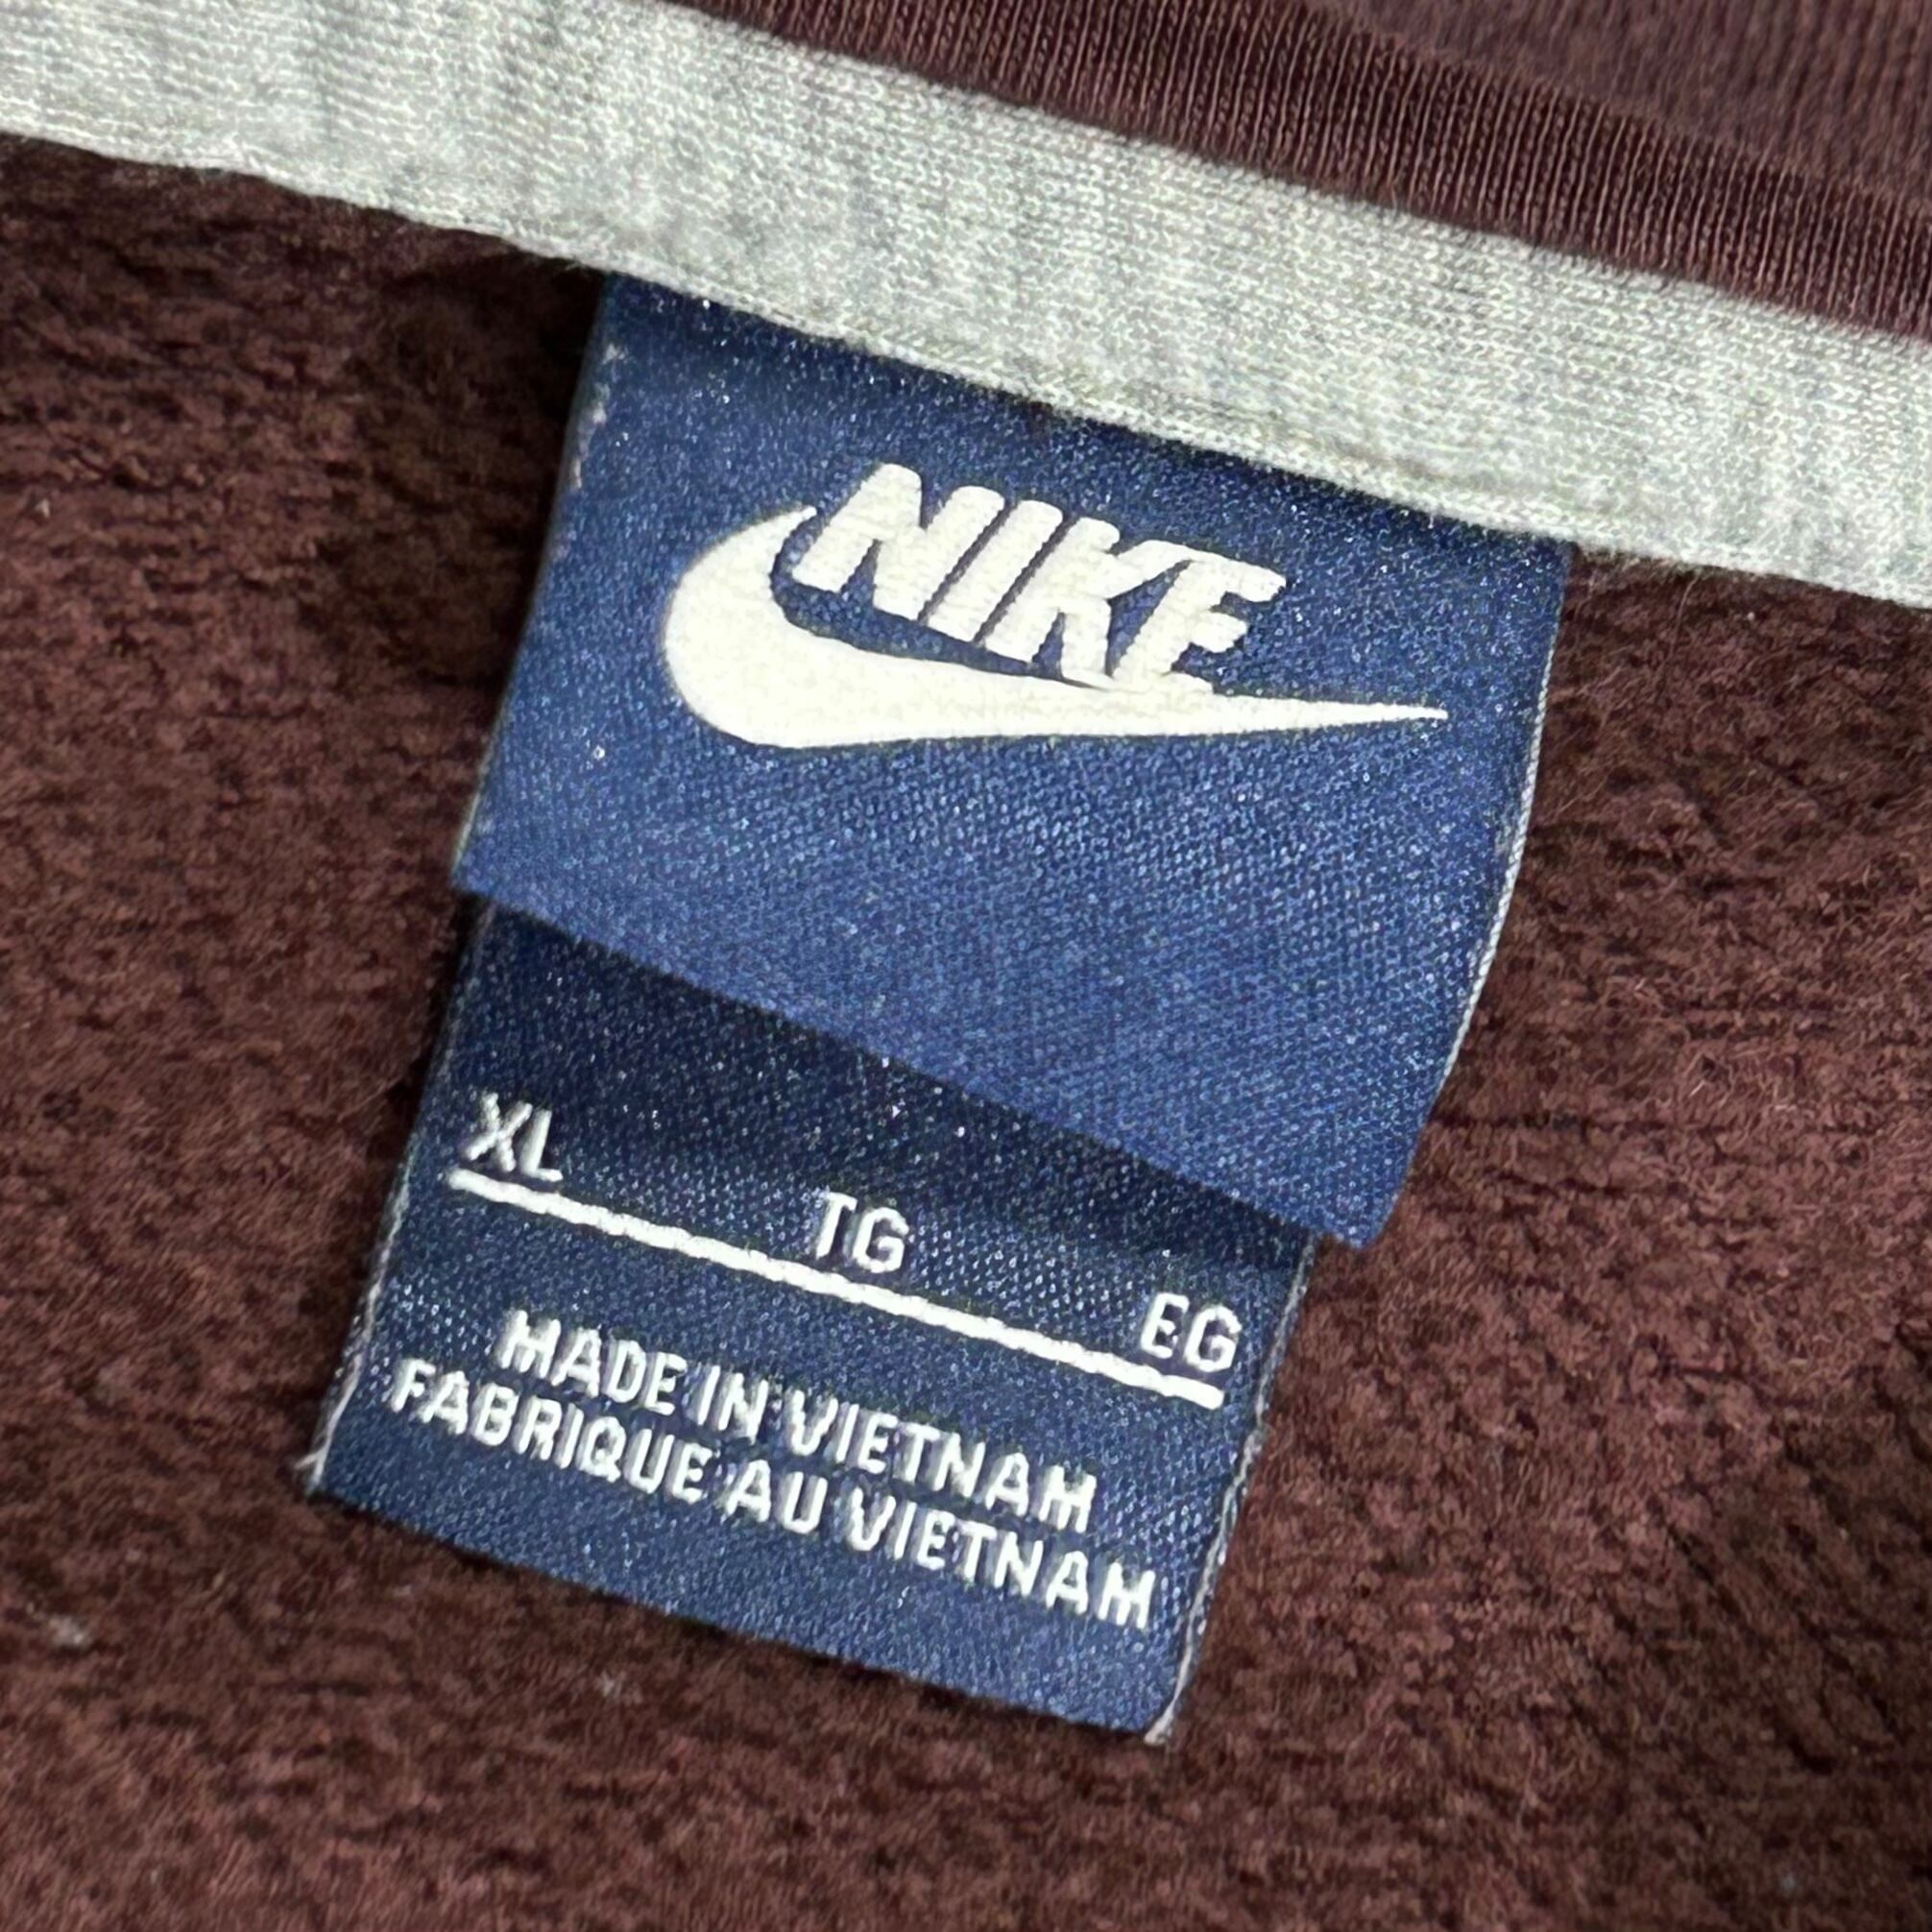 NIKE
XL TG EG
MADE IN VIETNAM
FABRIQUE AU VIETNAM